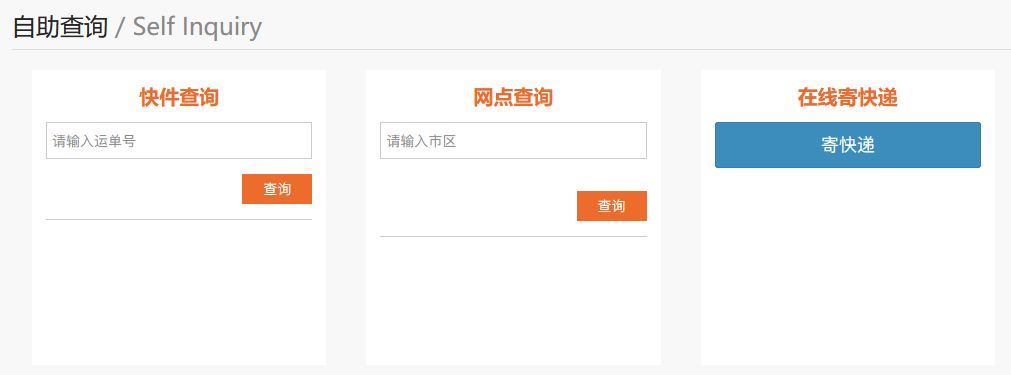 自助查询 / Self Inquiry
快件查询
请输入运单号
查询
网点查询
请输入市区
查询
在线寄快递
寄快递